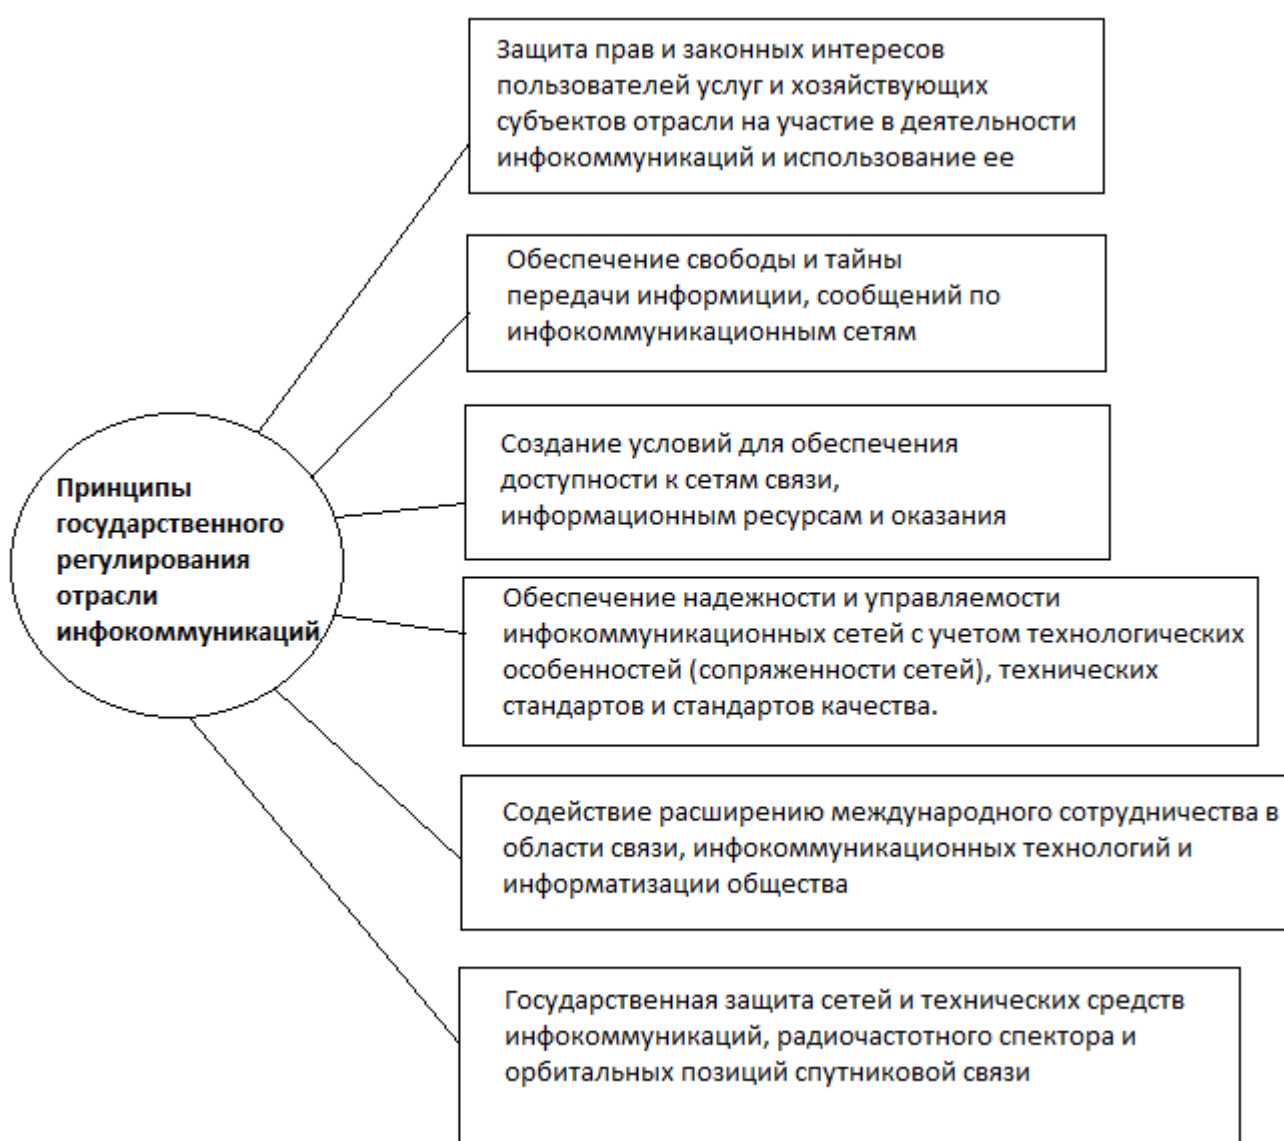 Защита прав и законных интересов
пользователей услуг и хозяйствующих
субъектов отрасли на участие в деятельности
инфокоммуникаций и использование ее
Обеспечение свободы и тайны
передачи информиции, сообщений по
инфокоммуникационным сетям
Создание условий для обеспечения
доступности к сетям связи,
информационным ресурсам и оказания
Принципы
государственного
регулирования
отрасли
инфокоммуникаций
Обеспечение надежности и управляемости
инфокоммуникационных сетей с учетом технологических
особенностей (сопряженности сетей), технических
стандартов и стандартов качества.
Содействие расширению международного сотрудничества в
области связи, инфокоммуникационных технологий и
информатизации общества
Государственная защита сетей и технических средств
инфокоммуникаций, радиочастотного спектора и
орбитальных позиций спутниковой связи